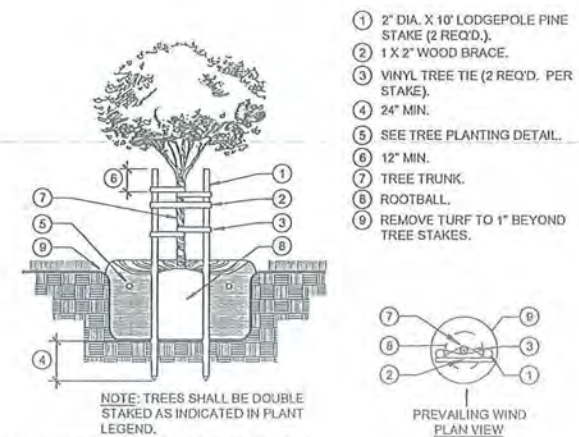 ① 2" DIA. X 10' LODGEPOLE PINE
STAKE (2 REQ'D.).
② 1 X 2" WOOD BRACE.
③ VINYL TREE TIE (2 REQ'D. PER
STAKE).
④ 24" MIN.
⑤ SEE TREE PLANTING DETAIL.
⑥ 12" MIN.
⑦ TREE TRUNK.
⑧ ROOTBALL.
⑨ REMOVE TURF TO 1" BEYOND
TREE STAKES.
⑥
①
⑦
②
⑤
③
⑨
⑧
④
NOTE: TREES SHALL BE DOUBLE
STAKED AS INDICATED IN PLANT
LEGEND.
⑦
⑨
⑧
③
②
①
PREVAILING WIND
PLAN VIEW